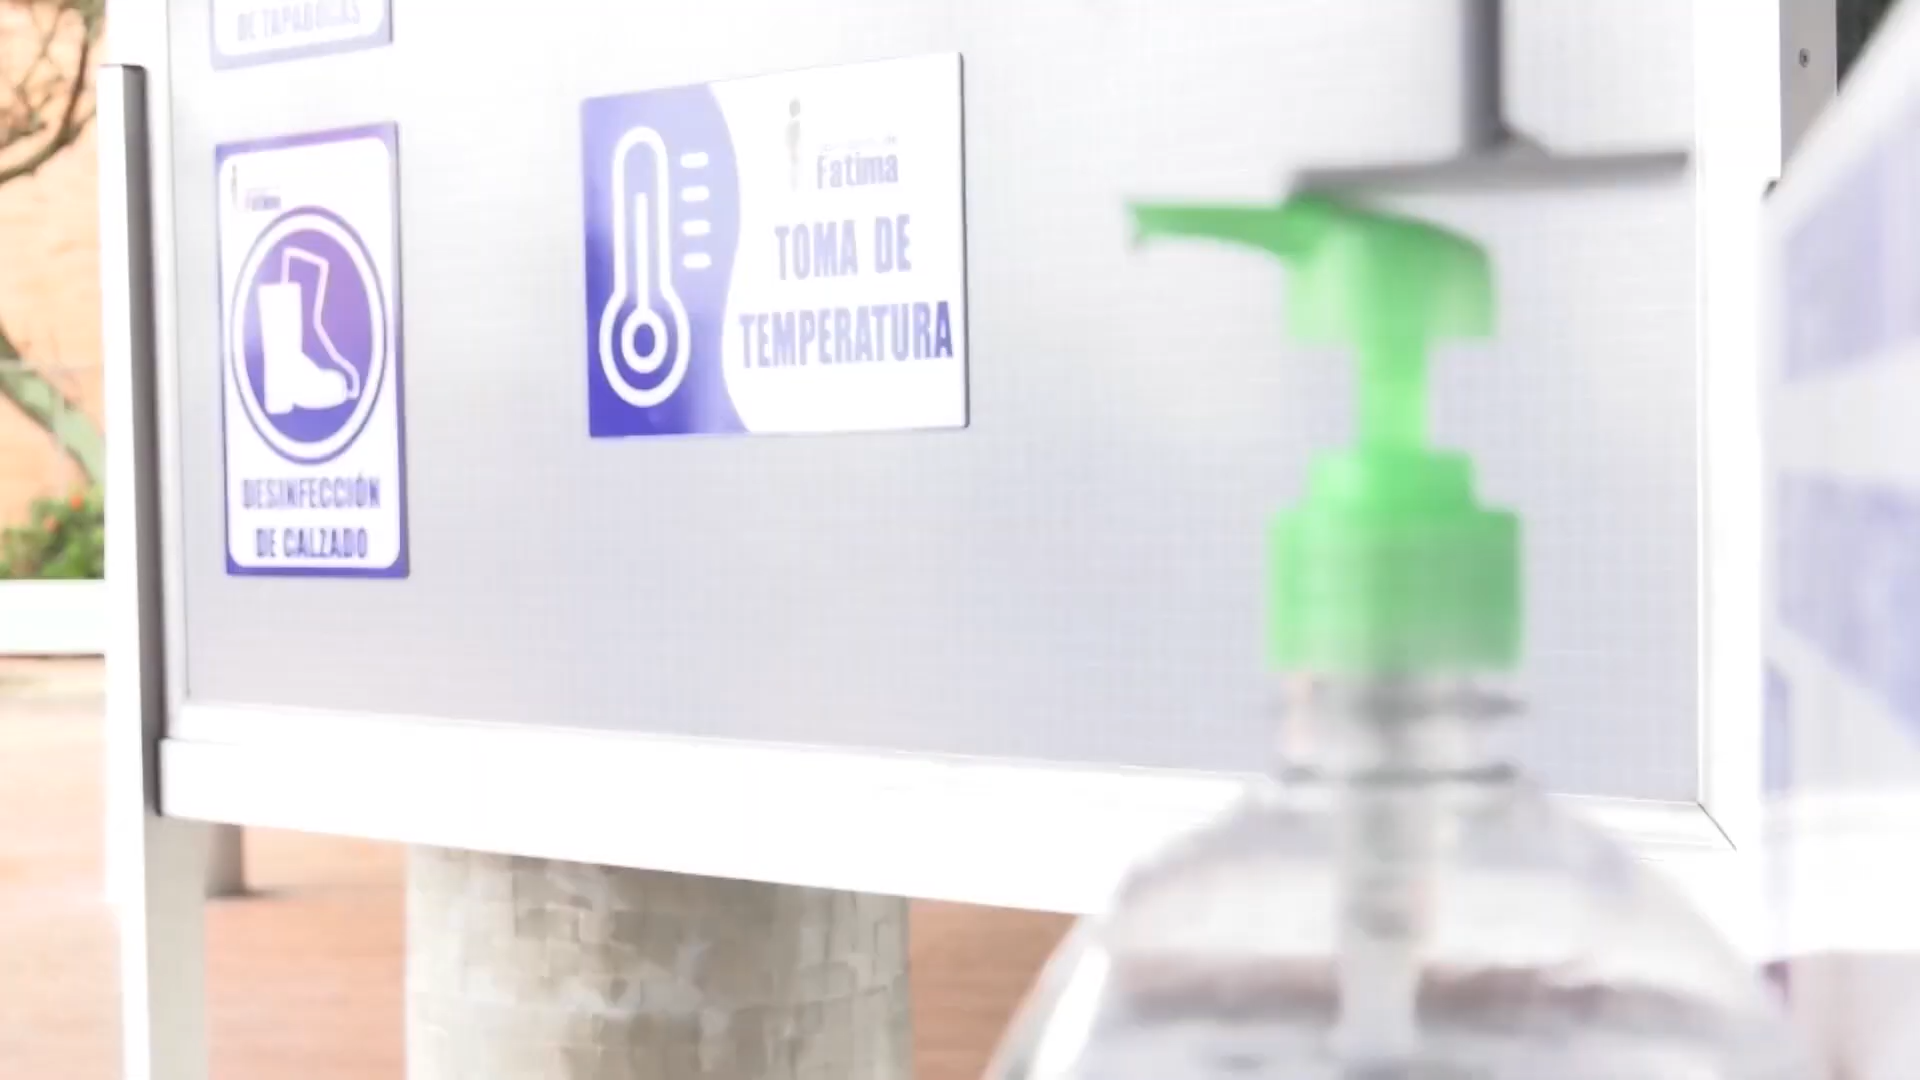 DE TAPABOCAS
Fatima
DESINFECCIÓN
DE CALZADO
Fatima
TOMA DE
TEMPERATURA